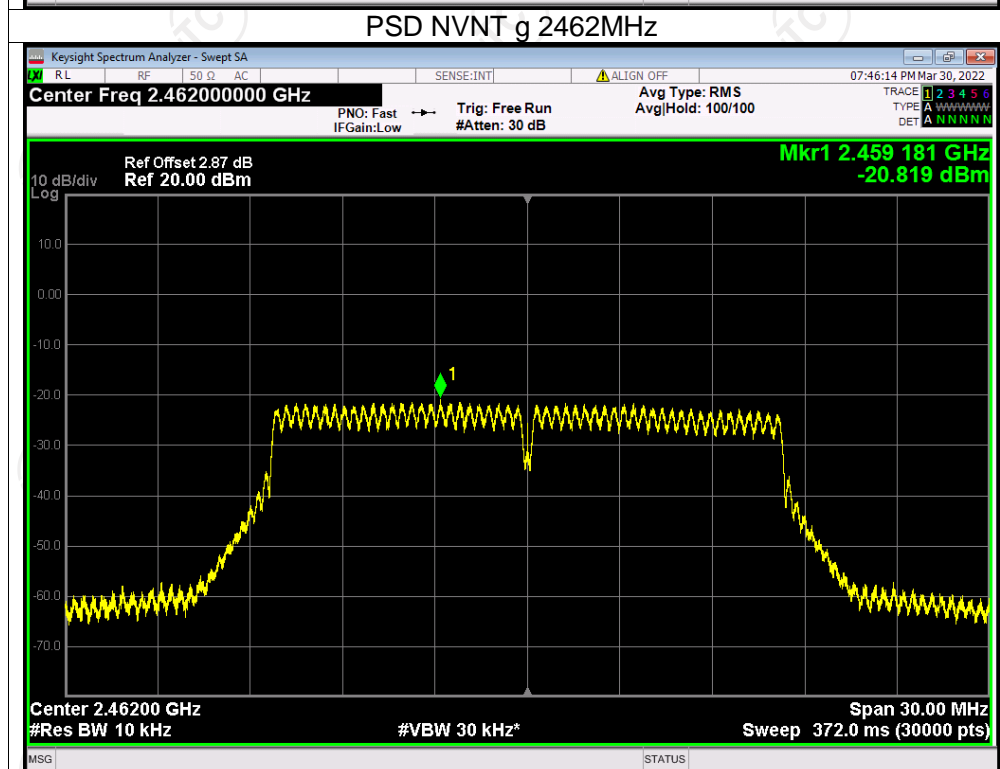 PSD NVNT g 2462MHz
Keysight Spectrum Analyzer - Swept SA
LXI RL RF 50 Ω AC SENSE:INT ALIGN OFF 07:46:14 PM Mar 30, 2022
Center Freq 2.462000000 GHz Avg Type: RMS TRACE 1 2 3 4 5 6
PNO: Fast Trig: Free Run Avg|Hold: 100/100 TYPE A WWWWW
IFGain:Low #Atten: 30 dB DET A N N N N N
Mkr1 2.459 181 GHz
Ref Offset 2.87 dB
10 dB/div Ref 20.00 dBm -20.819 dBm
Log
10.0
0.00
-10.0
1
-20.0
-30.0
-40.0
-50.0
-60.0
-70.0
Center 2.46200 GHz Span 30.00 MHz
#Res BW 10 kHz #VBW 30 kHz* Sweep 372.0 ms (30000 pts)
MSG STATUS